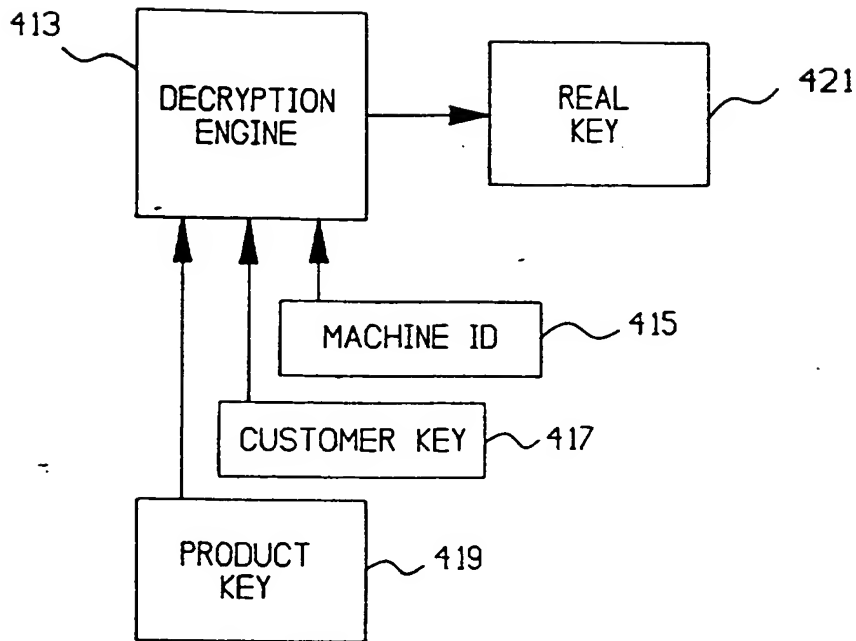 413
DECRYPTION
ENGINE
REAL
KEY
421
MACHINE ID
415
CUSTOMER KEY
417
PRODUCT
KEY
419